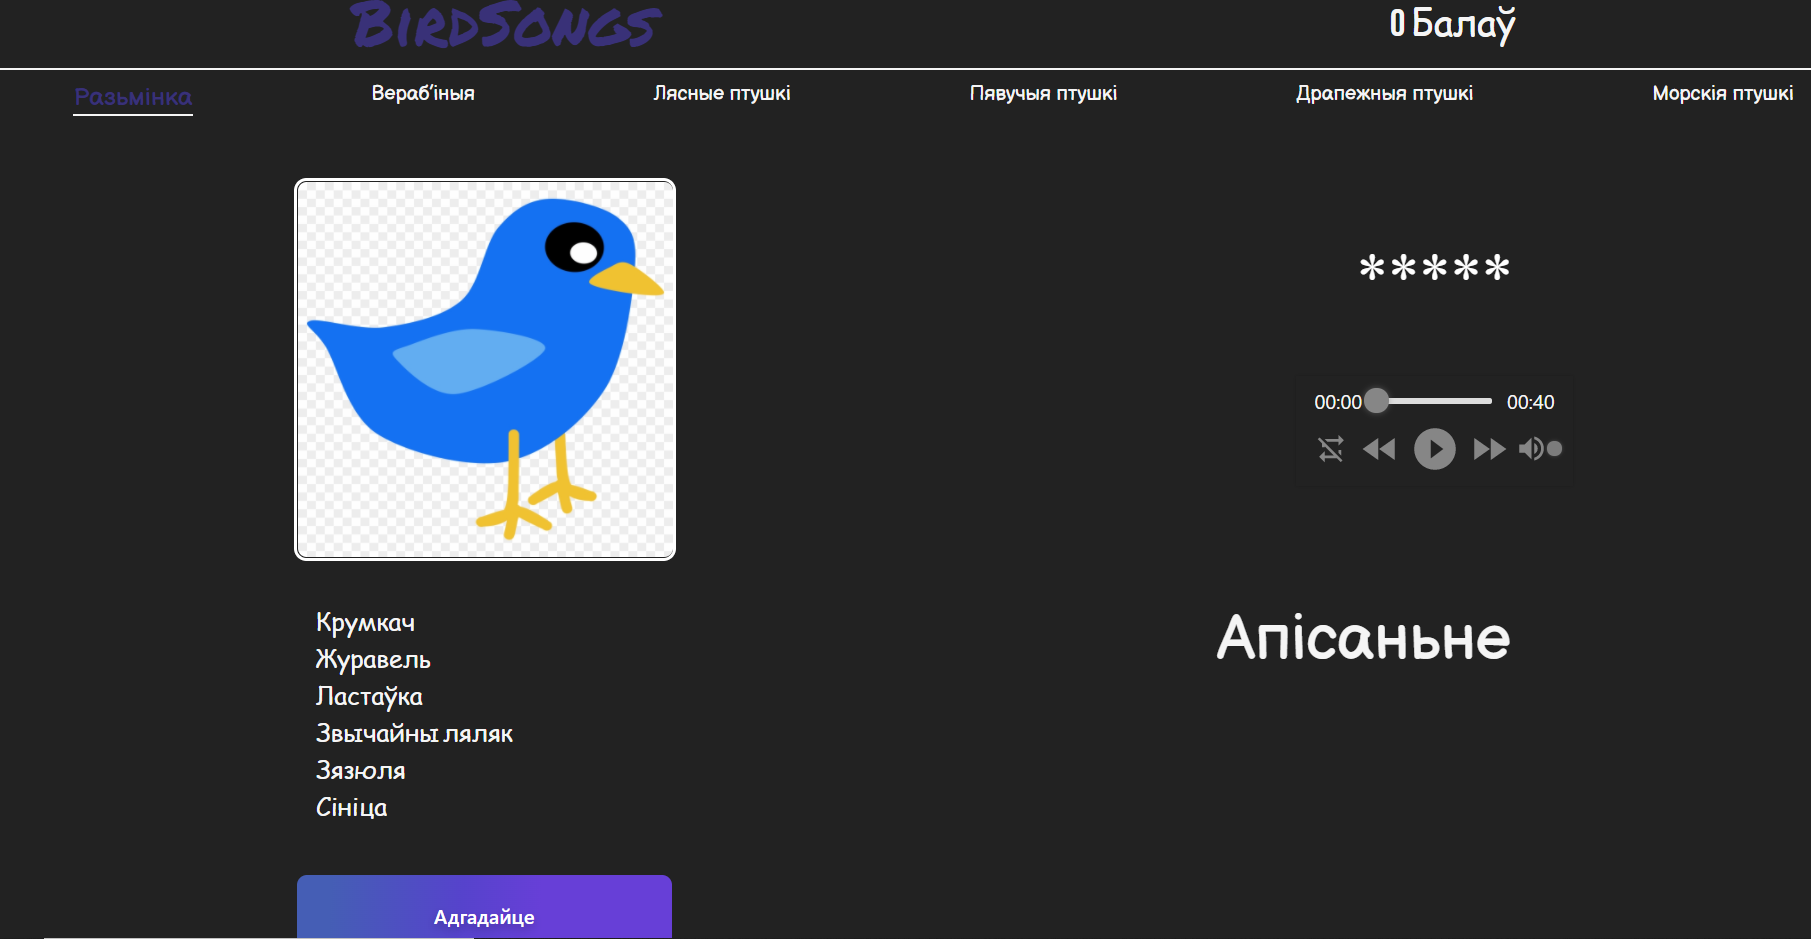 BirdSongs
0 Балаў
Разьмінка
Вераб'іныя
Лясные птушкі
Пявучыя птушкі
Драпежныя птушкі
Морскія птушкі
*****
00:00
00:40
Крумкач
Журавель
Ластаўка
Звычайны ляляк
Зязюля
Сініца
Апісаньне
Адгадайце